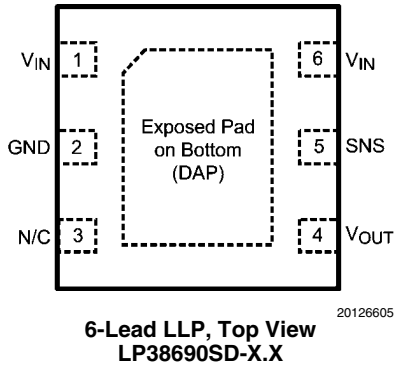 V_IN 1 6 V_IN
Exposed Pad
GND 2 on Bottom 5 SNS
(DAP)
N/C 3 4 V_OUT
20126605
6-Lead LLP, Top View
LP38690SD-X.X